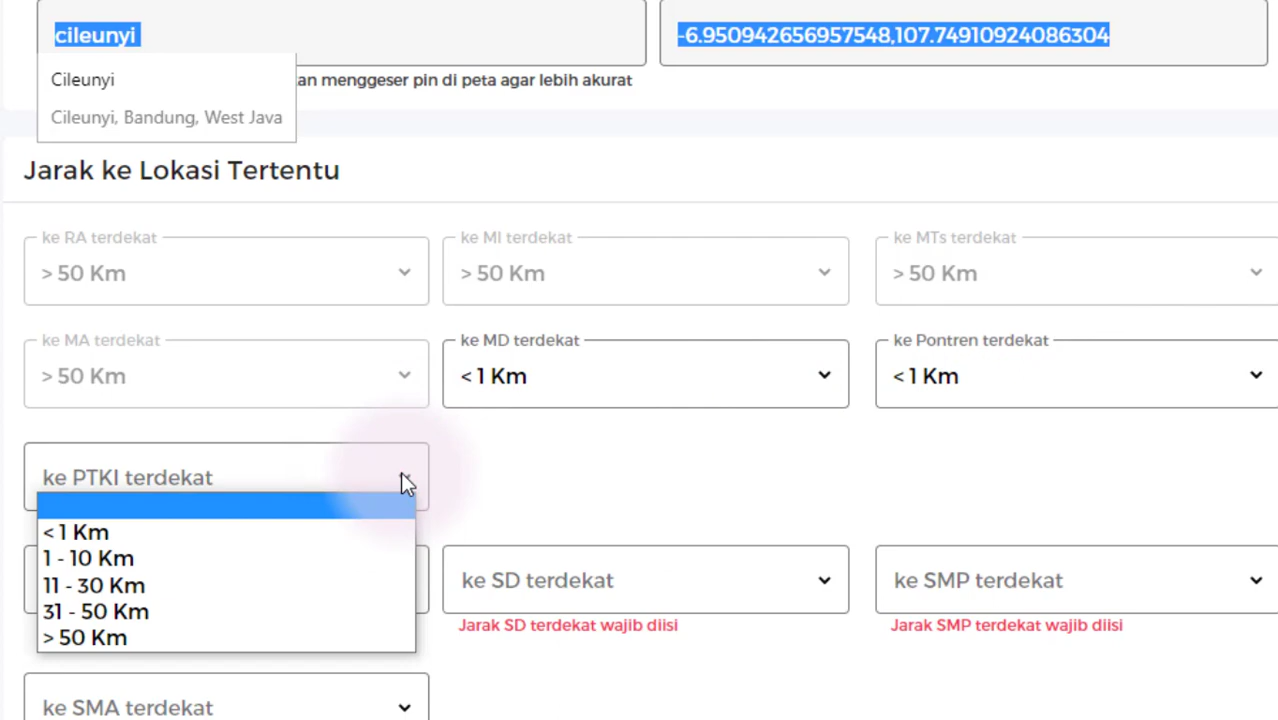 cileunyi
-6.950942656957548,107.74910924086304
Cileunyi
an menggeser pin di peta agar lebih akurat
Cileunyi, Bandung, West Java
Jarak ke Lokasi Tertentu
ke RA terdekat
> 50 Km
ke MI terdekat
> 50 Km
ke MTs terdekat
> 50 Km
ke MA terdekat
> 50 Km
ke MD terdekat
< 1 Km
ke Pontren terdekat
< 1 Km
ke PTKI terdekat
< 1 Km
1 - 10 Km
11 - 30 Km
31 - 50 Km
> 50 Km
ke SD terdekat
Jarak SD terdekat wajib diisi
ke SMP terdekat
Jarak SMP terdekat wajib diisi
ke SMA terdekat